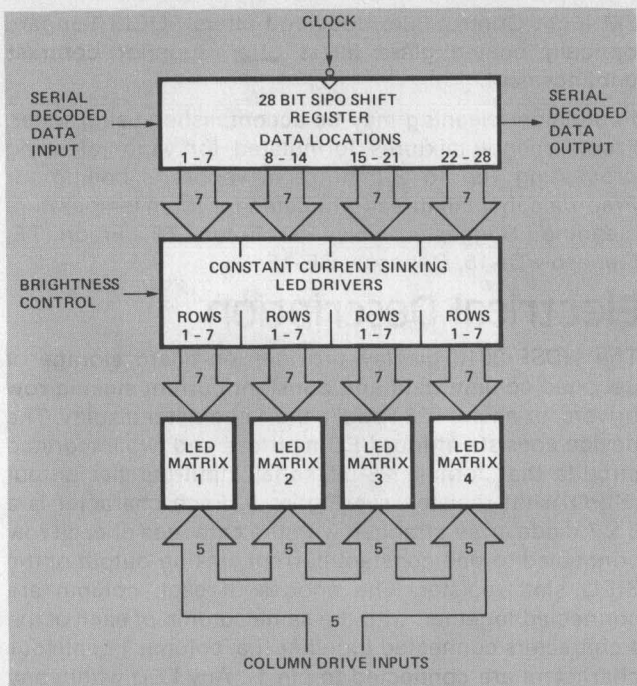 CLOCK
SERIAL
DECODED
DATA
INPUT
28 BIT SIPO SHIFT
REGISTER
DATA LOCATIONS
1 – 7 8 – 14 15 – 21 22 – 28
SERIAL
DECODED
DATA
OUTPUT
7 7 7 7
BRIGHTNESS
CONTROL
CONSTANT CURRENT SINKING
LED DRIVERS
ROWS ROWS ROWS ROWS
1 – 7 1 – 7 1 – 7 1 – 7
7 7 7 7
LED LED LED LED
MATRIX MATRIX MATRIX MATRIX
1 2 3 4
5 5
5
COLUMN DRIVE INPUTS